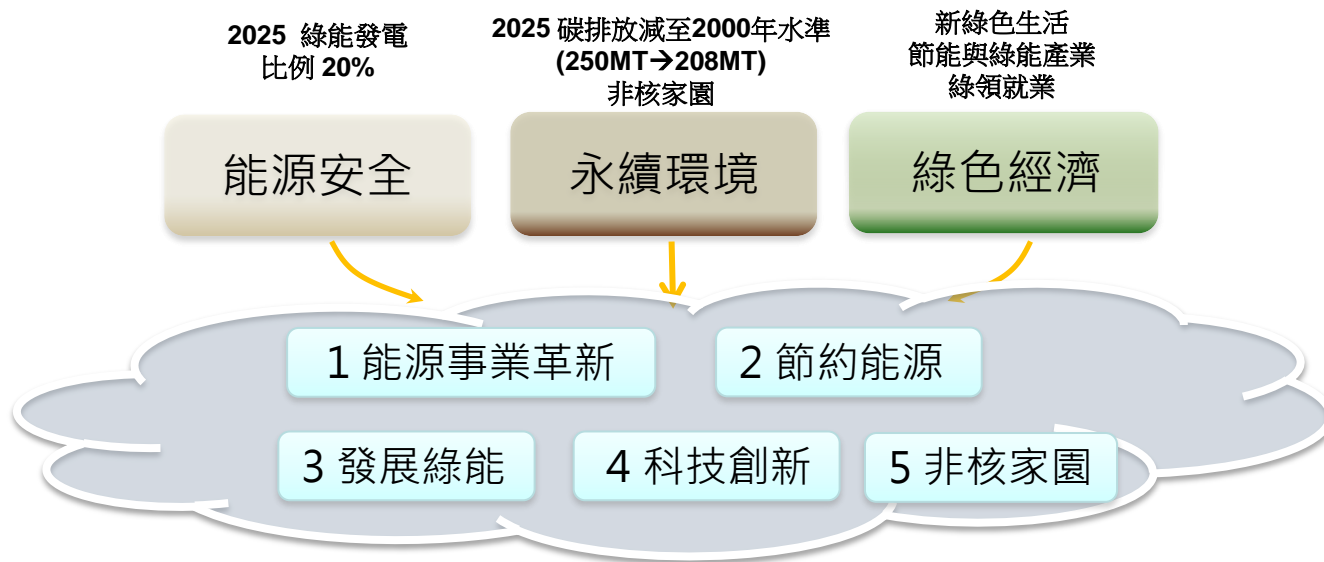 2025 綠能發電
比例 20%
2025 碳排放減至2000年水準
(250MT→208MT)
非核家園
新綠色生活
節能與綠能產業
綠領就業
能源安全
永續環境
綠色經濟
1 能源事業革新
2 節約能源
3 發展綠能
4 科技創新
5 非核家園